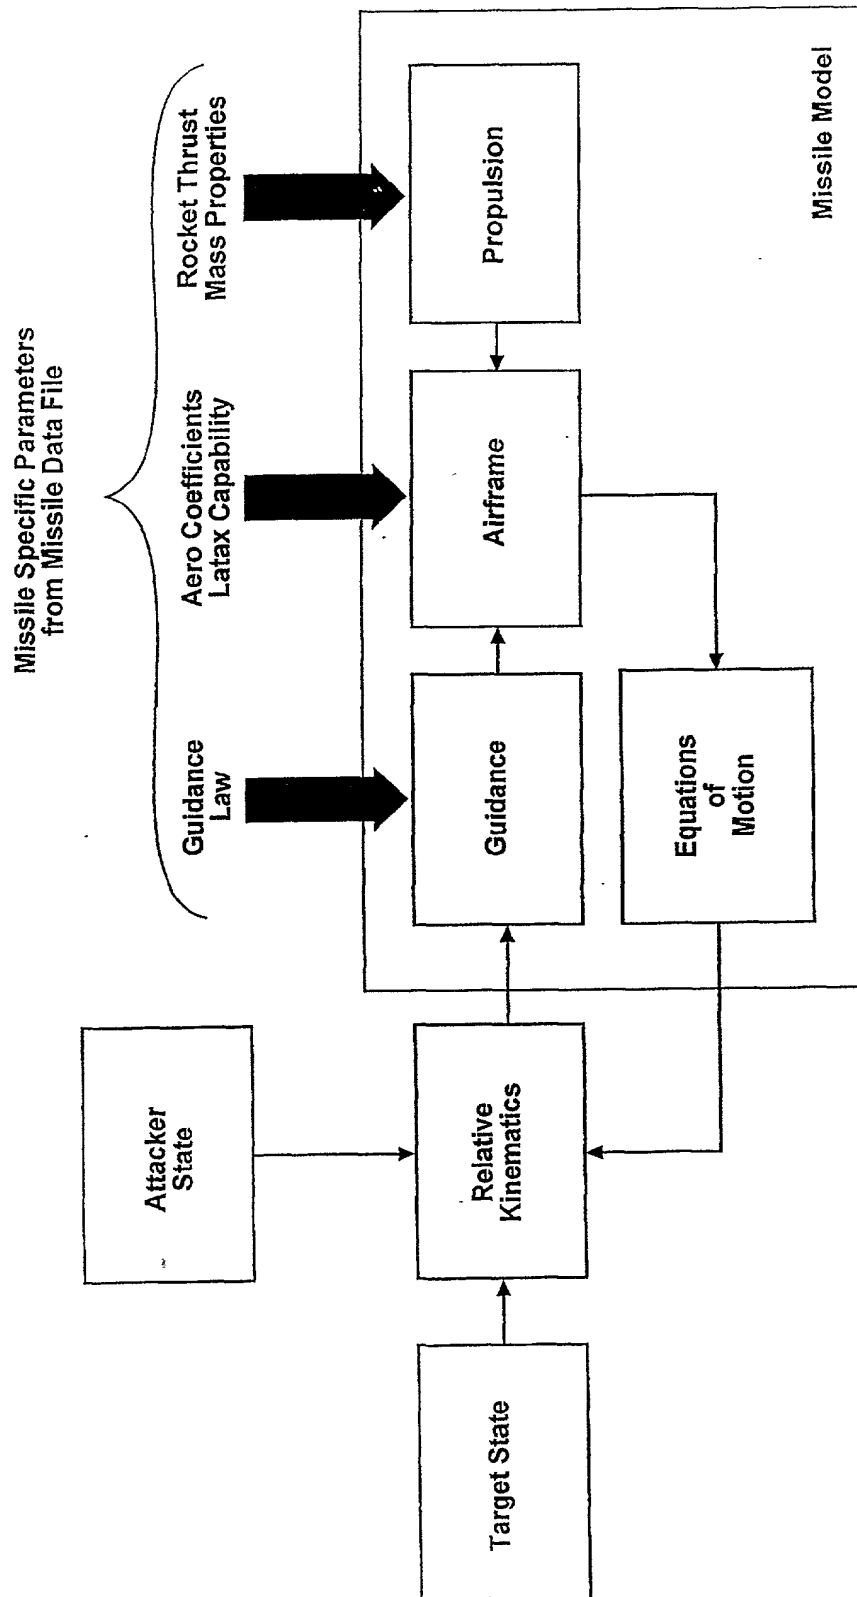 Missile Specific Parameters
from Missile Data File
Guidance
Law
Aero Coefficients
Latax Capability
Rocket Thrust
Mass Properties
Attacker
State
Target State
Relative
Kinematics
Guidance
Airframe
Propulsion
Equations
of
Motion
Missile Model